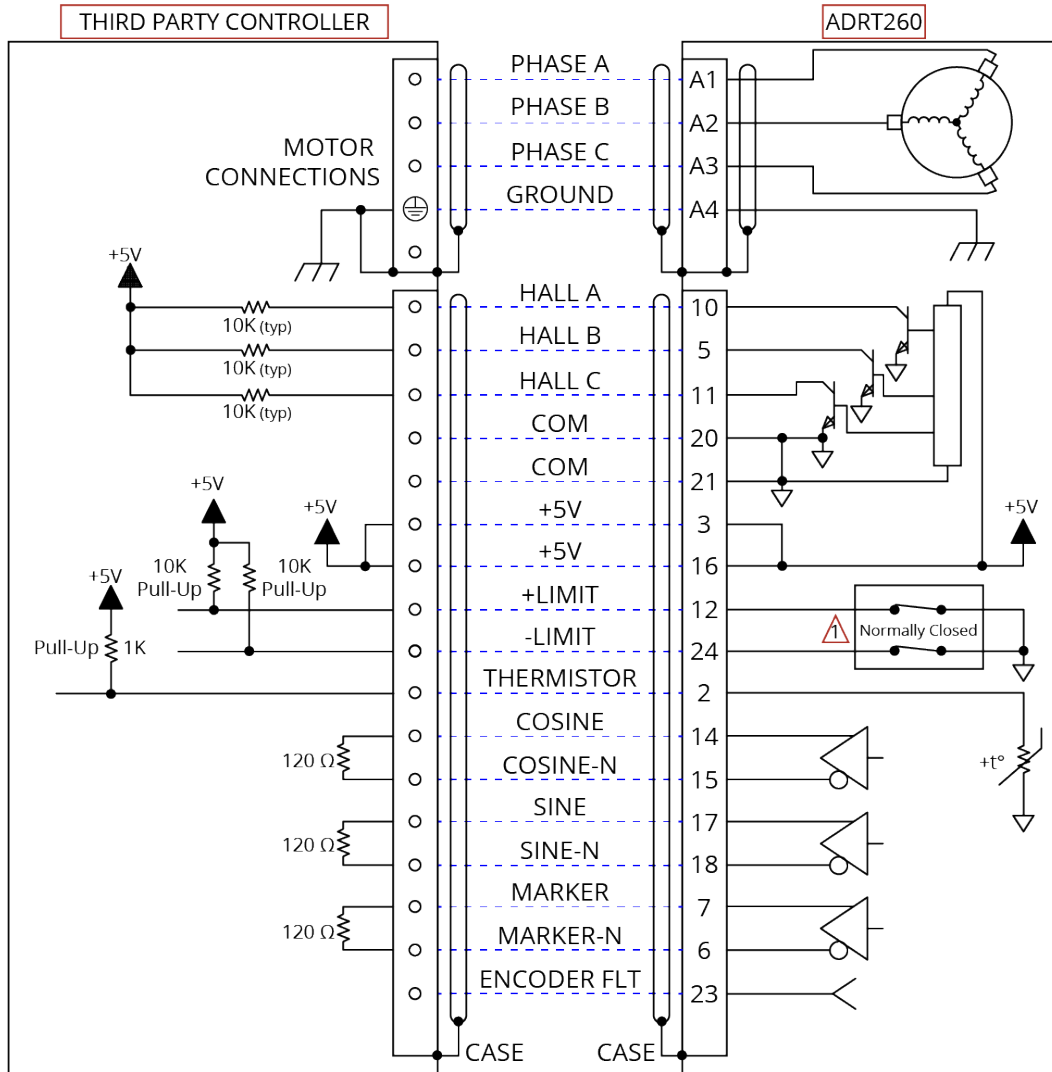 THIRD PARTY CONTROLLER
ADRT260
PHASE A
A1
PHASE B
A2
MOTOR
CONNECTIONS
PHASE C
A3
GROUND
A4
+5V
HALL A
10
10K (typ)
HALL B
5
10K (typ)
HALL C
11
10K (typ)
COM
20
COM
21
+5V
+5V
+5V
3
+5V
16
+5V
+5V
10K
Pull-Up
10K
Pull-Up
+LIMIT
12
1
Normally Closed
Pull-Up
1K
-LIMIT
24
THERMISTOR
2
COSINE
14
120 Ω
COSINE-N
15
+t°
SINE
17
120 Ω
SINE-N
18
MARKER
7
120 Ω
MARKER-N
6
ENCODER FLT
23
CASE
CASE